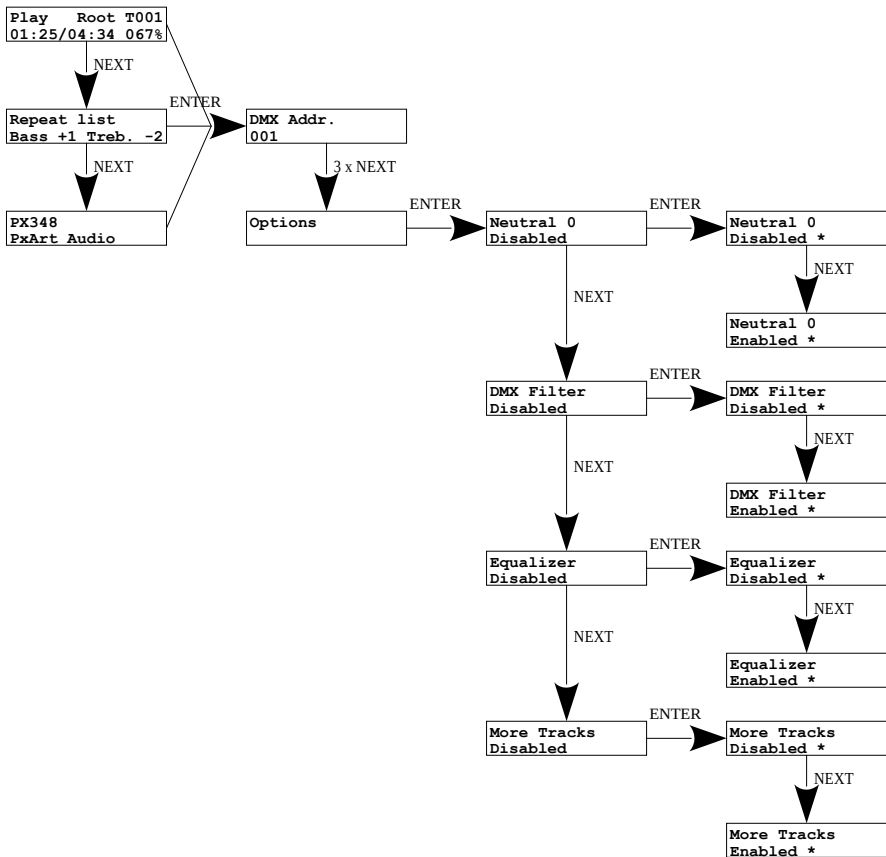 Play Root T001
01:25/04:34 067%
NEXT
ENTER
Repeat list
Bass +1 Treb. -2
DMX Addr.
001
NEXT
3 x NEXT
PX348
PxArt Audio
Options
ENTER
Neutral 0
Disabled
ENTER
Neutral 0
Disabled *
NEXT
NEXT
Neutral 0
Enabled *
DMX Filter
Disabled
ENTER
DMX Filter
Disabled *
NEXT
NEXT
DMX Filter
Enabled *
Equalizer
Disabled
ENTER
Equalizer
Disabled *
NEXT
NEXT
Equalizer
Enabled *
More Tracks
Disabled
ENTER
More Tracks
Disabled *
NEXT
More Tracks
Enabled *